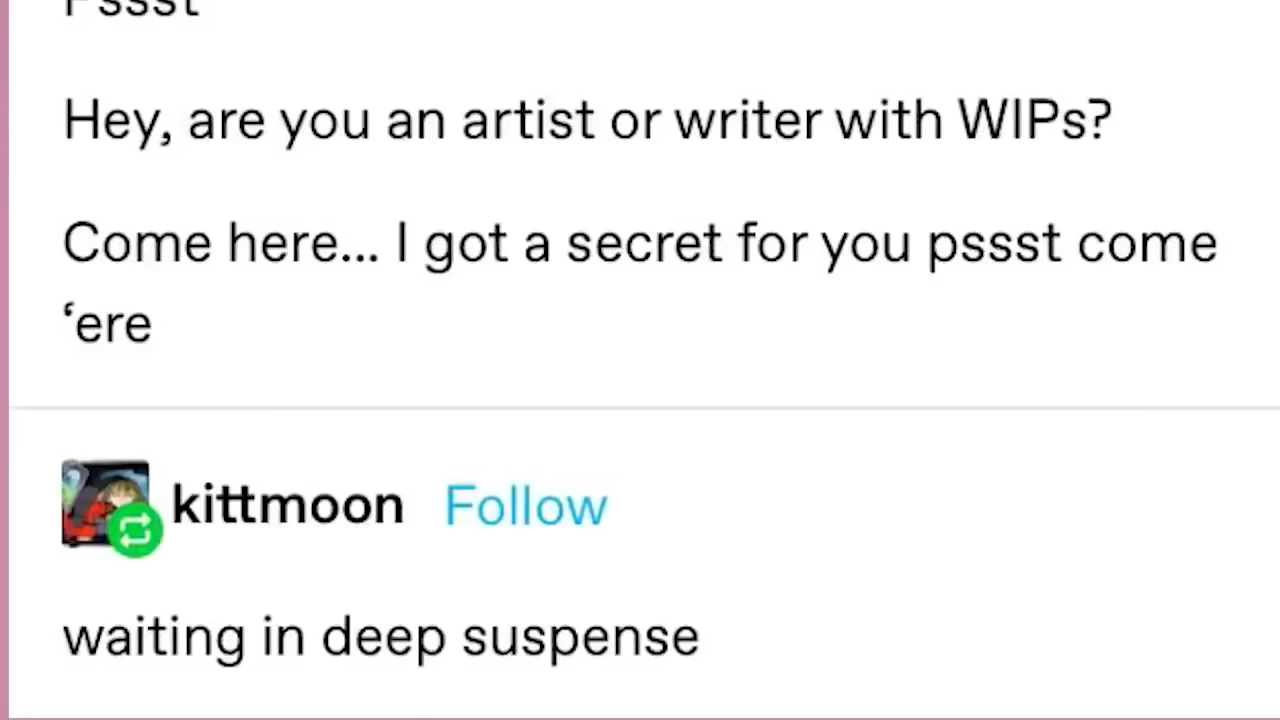 Pssst
Hey, are you an artist or writer with WIPs?
Come here... I got a secret for you pssst come
‘ere
kittmoon Follow
waiting in deep suspense